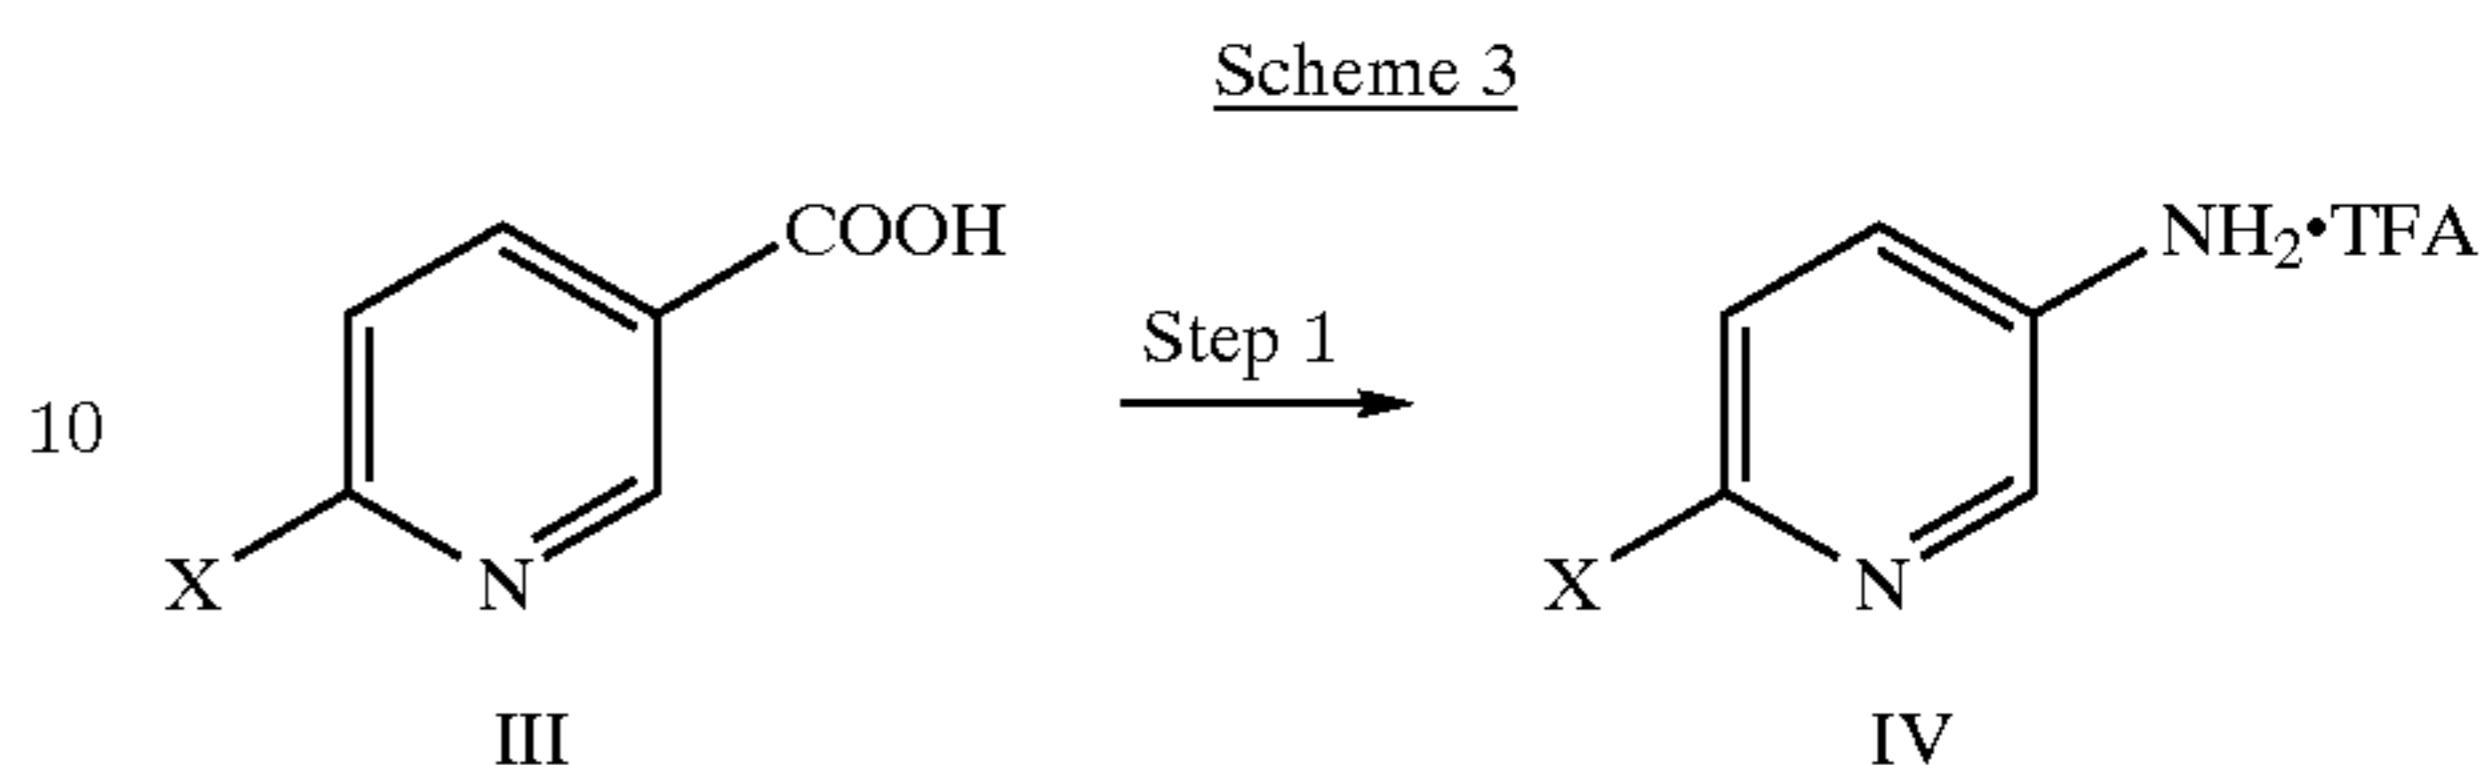 Scheme 3
COOH
NH₂•TFA
Step 1
10
X
N
X
N
III
IV